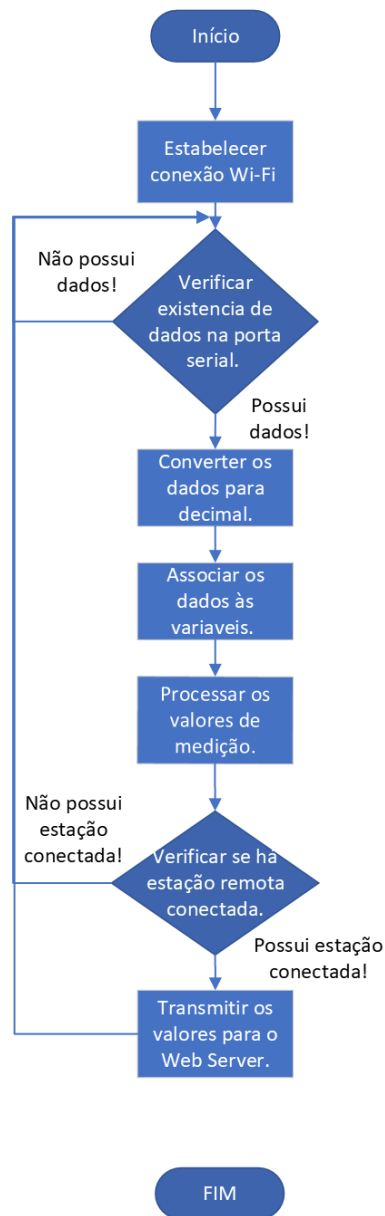 Início
Estabelecer
conexão Wi-Fi
Não possui
dados!
Verificar
existencia de
dados na porta
serial.
Possui
dados!
Converter os
dados para
decimal.
Associar os
dados às
variaveis.
Processar os
valores de
medição.
Não possui
estação
conectada!
Verificar se há
estação remota
conectada.
Possui estação
conectada!
Transmitir os
valores para o
Web Server.
FIM